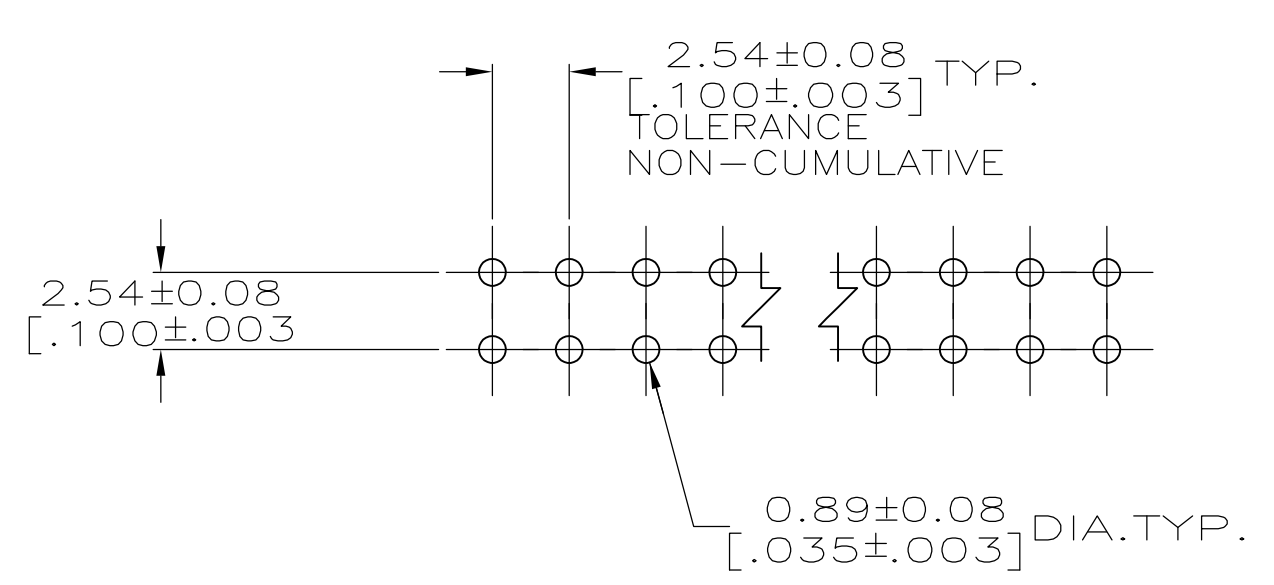 2.54±0.08
[.100±.003] TYP.
TOLERANCE
NON-CUMULATIVE
2.54±0.08
[.100±.003
0.89±0.08
[.035±.003] DIA.TYP.